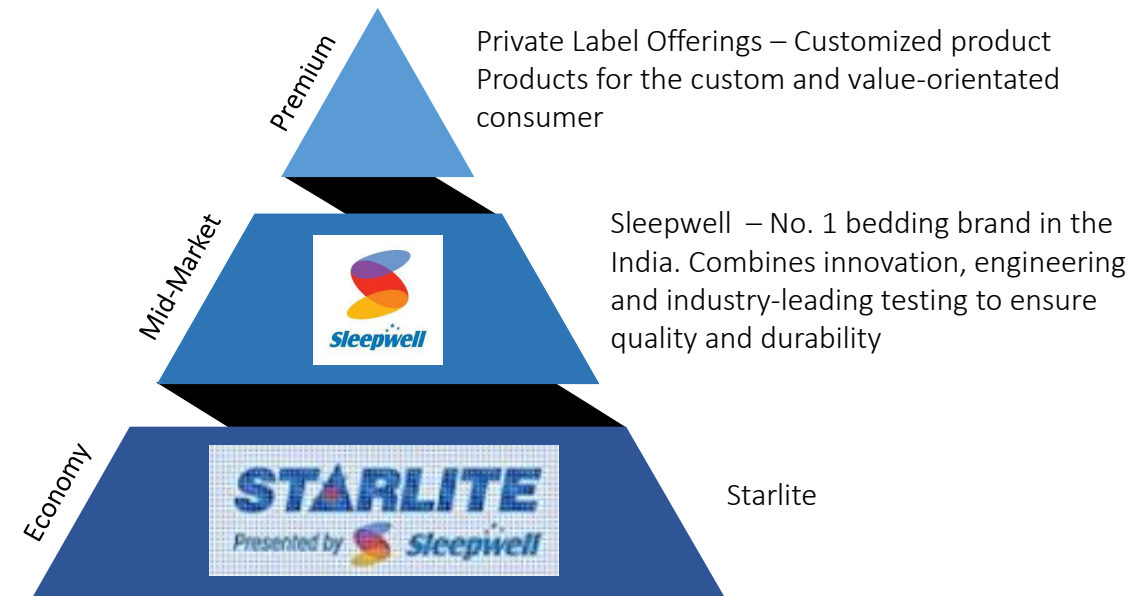 Premium
Private Label Offerings – Customized product
Products for the custom and value-orientated
consumer
Mid-Market
Sleepwell
Sleepwell – No. 1 bedding brand in the
India. Combines innovation, engineering
and industry-leading testing to ensure
quality and durability
Economy
STARLITE
Presented by Sleepwell
Starlite